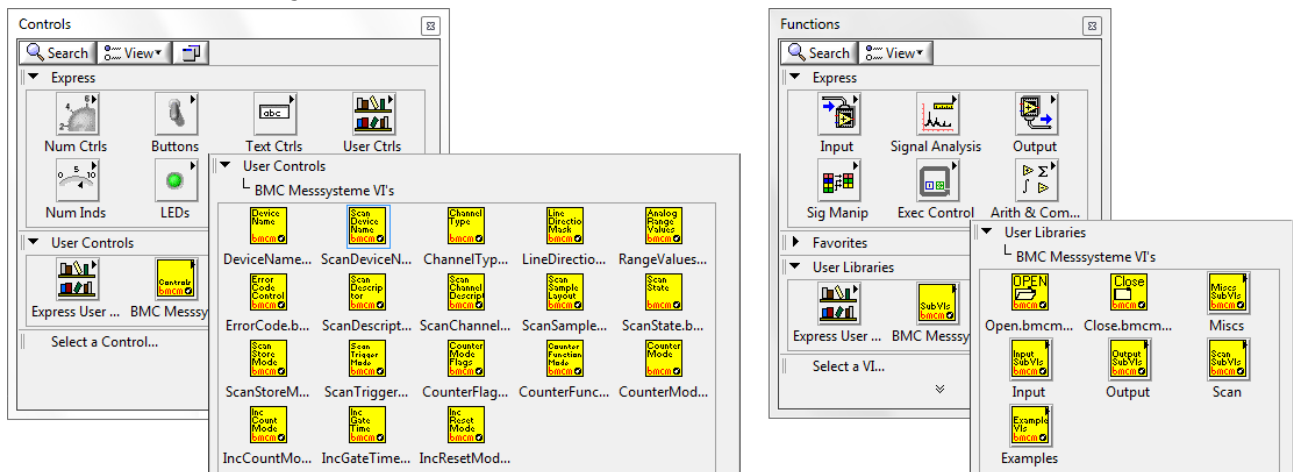 Controls
Search View
Express
Num Ctrls Buttons Text Ctrls User Ctrls
Num Inds LEDs
User Controls
Express User ... BMC Messsy
Select a Control...
User Controls
BMC Messsysteme VI's
DeviceName... ScanDeviceN... ChannelTyp... LineDirectio... RangeValues...
ErrorCode.b... ScanDescript... ScanChannel... ScanSample... ScanState.b...
ScanStoreM... ScanTrigger... CounterFlag... CounterFunc... CounterMod...
IncCountMo... IncGateTime... IncResetMod...
Functions
Search View
Express
Input Signal Analysis Output
Sig Manip Exec Control Arith & Com...
Favorites
User Libraries
Express User ... BMC Messsy
Select a VI...
User Libraries
BMC Messsysteme VI's
Open.bmcm... Close.bmcm... Miscs
Input Output Scan
Examples